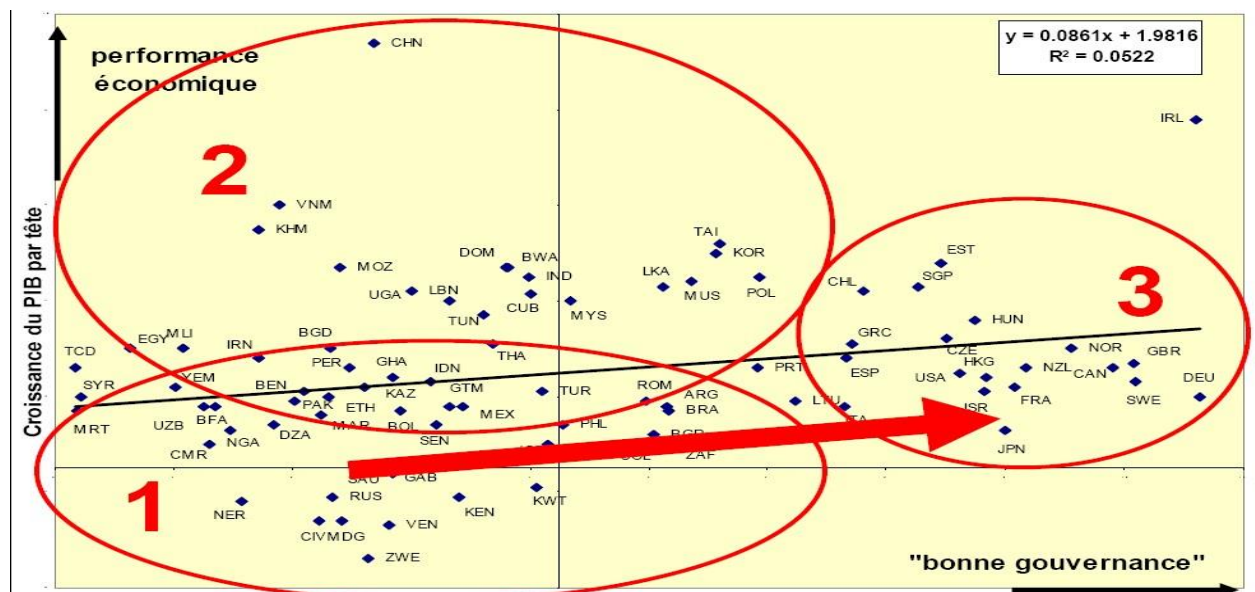 performance
économique
Croissance du PIB par tête
y = 0.0861x + 1.9816
R² = 0.0522
CHN
IRL
2
VNM
KHM
TAI
KOR
DOM
BWA
MOZ
IND
LKA
MUS
POL
UGA
LBN
CUB
MYS
TUN
EST
SGP
CHL
3
HUN
EGY
MLI
IRN
BGD
THA
GRC
CZE
NOR
GBR
TCD
PER
GHA
IDN
PRT
ESP
USA
HKG
NZL
CAN
DEU
SYR
YEM
BEN
KAZ
GTM
TUR
ROM
ARG
LTU
ISR
FRA
SWE
MRT
UZB
BFA
PAK
ETH
MAR
BOL
MEX
BRA
NGA
DZA
SEN
PHL
JPN
CMR
ZAF
GAB
1
NER
RUS
KEN
KWT
CIV
MDG
VEN
ZWE
"bonne gouvernance"